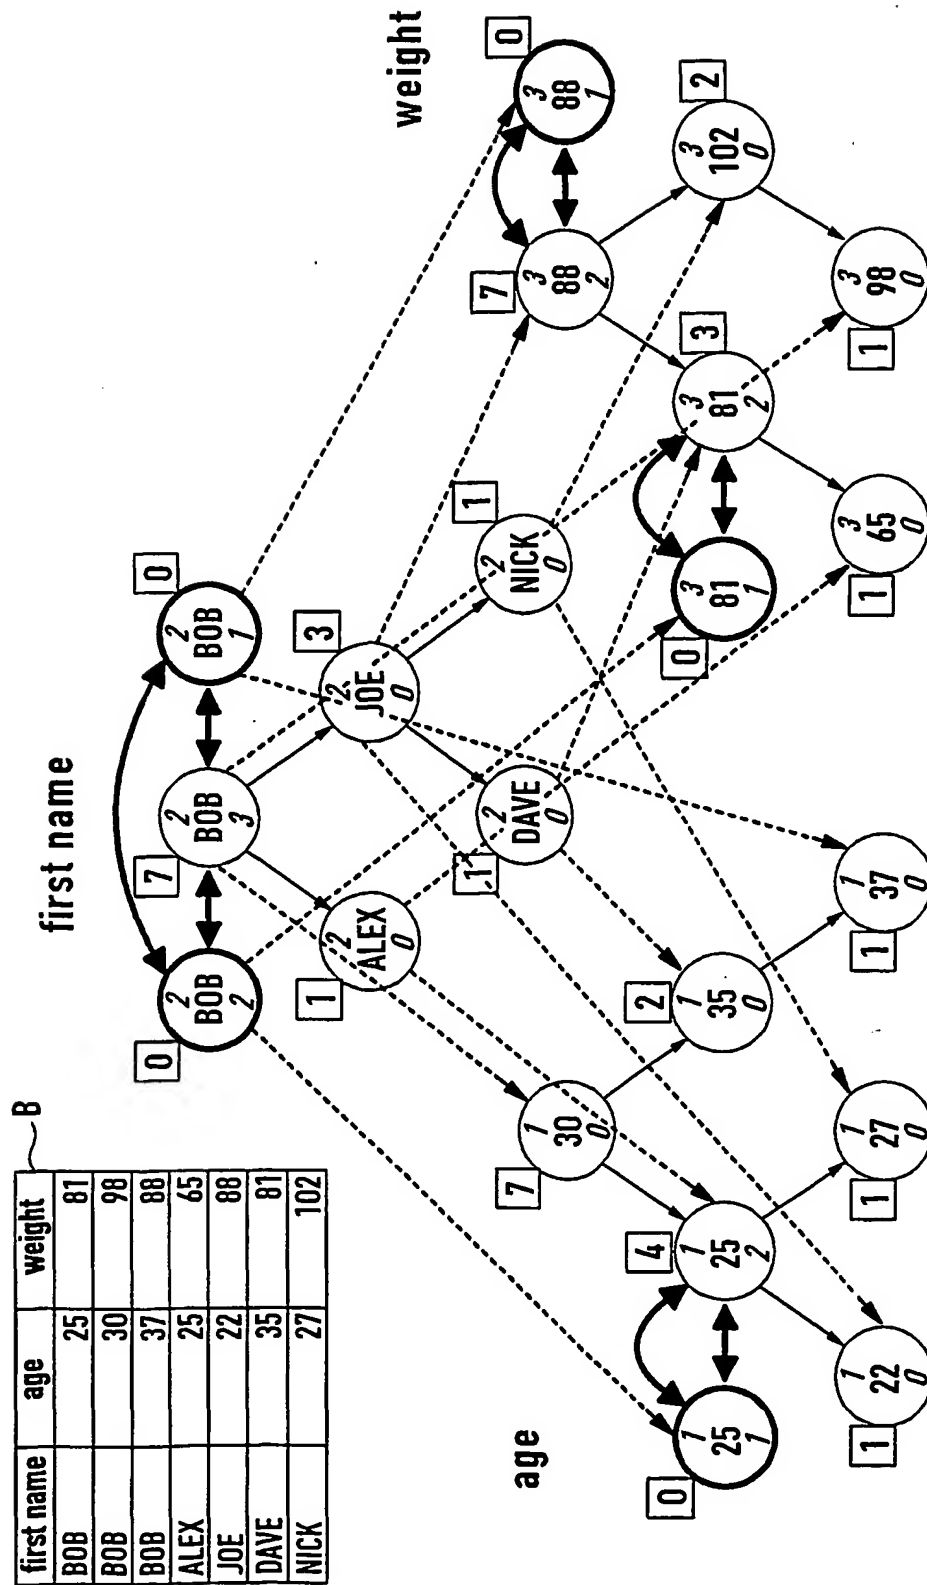 B
first name age weight
BOB 25 81
BOB 30 98
BOB 37 88
ALEX 25 65
JOE 22 88
DAVE 35 81
NICK 27 102
first name
0 7 0
2 BOB 2
2 BOB 3
2 BOB 1
1 3
2 ALEX 0
2 JOE 0
1 1
2 DAVE 0
2 NICK 0
age
7
1 30 0
0 4 2
1 25 1
1 25 2
1 35 0
1 1 1
1 22 0
1 27 0
1 37 0
weight
7 0
3 88 2
3 88 1
0 3 2
3 81 1
3 81 2
3 102 0
1 1
3 65 0
3 98 0